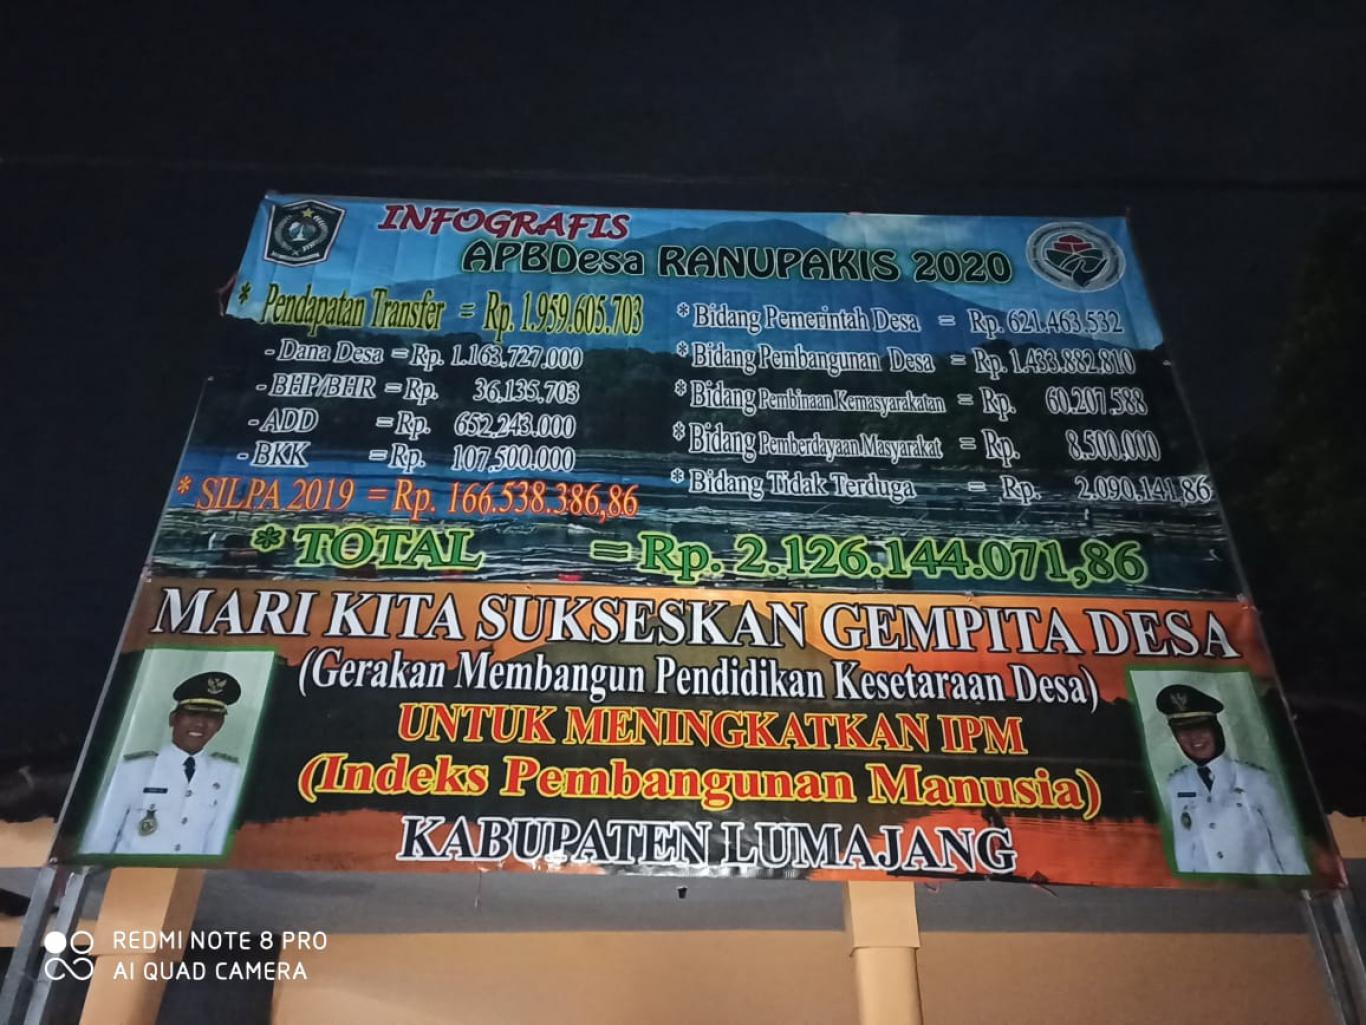 INFOGRAFIS
APBDesa RANUPAKIS 2020
* Pendapatan Transfer = Rp. 1.959.605.703
- Dana Desa = Rp. 1.163.727.000
- BHP/BHR = Rp. 36.135.703
- ADD = Rp. 652.243.000
- BKK = Rp. 107.500.000
* SILPA 2019 = Rp. 166.538.386,86
* Bidang Pemerintah Desa = Rp. 621.463.532
* Bidang Pembangunan Desa = Rp. 1.433.882.810
* Bidang Pembinaan Kemasyarakatan = Rp. 60.207.588
* Bidang Pemberdayaan Masyarakat = Rp. 8.500.000
* Bidang Tidak Terduga = Rp. 2.090.141,86
* TOTAL = Rp. 2.126.144.071,86
MARI KITA SUKSESKAN GEMPITA DESA
(Gerakan Membangun Pendidikan Kesetaraan Desa)
UNTUK MENINGKATKAN IPM
(Indeks Pembangunan Manusia)
KABUPATEN LUMAJANG
REDMI NOTE 8 PRO
AI QUAD CAMERA